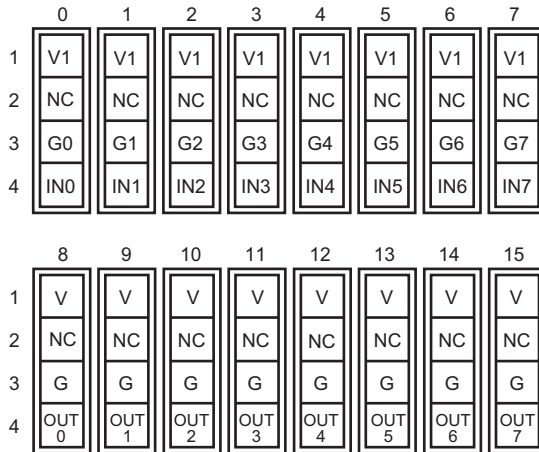 0 1 2 3 4 5 6 7
1 V1 V1 V1 V1 V1 V1 V1 V1
2 NC NC NC NC NC NC NC NC
3 G0 G1 G2 G3 G4 G5 G6 G7
4 IN0 IN1 IN2 IN3 IN4 IN5 IN6 IN7
8 9 10 11 12 13 14 15
1 V V V V V V V V
2 NC NC NC NC NC NC NC NC
3 G G G G G G G G
4 OUT OUT OUT OUT OUT OUT OUT OUT
0 1 2 3 4 5 6 7